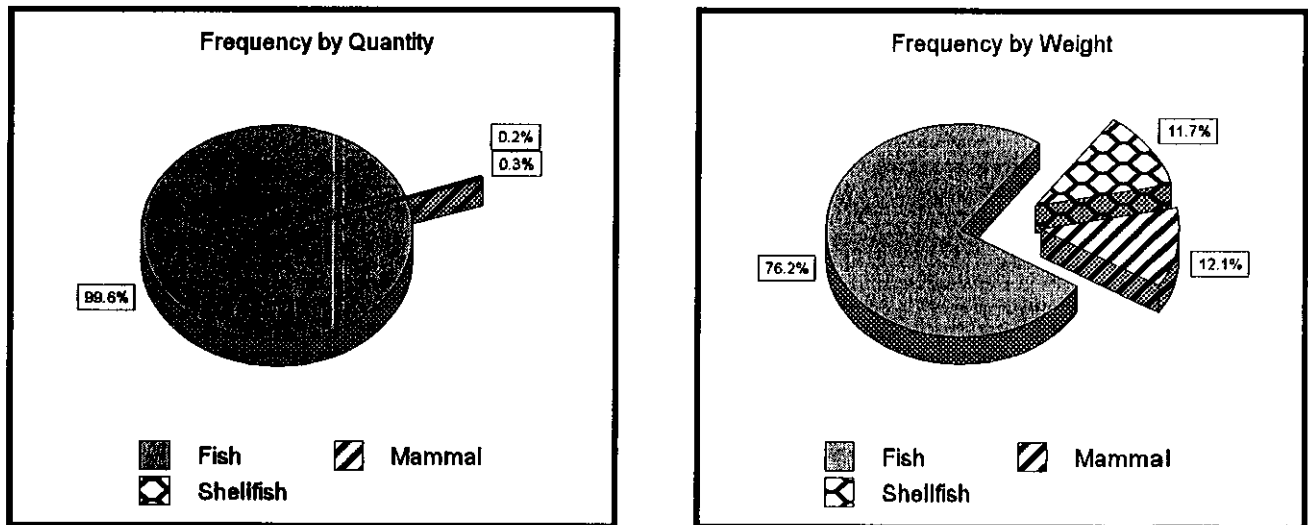 Frequency by Quantity
0.2%
0.3%
99.6%
Fish
Mammal
Shellfish
Frequency by Weight
11.7%
76.2%
12.1%
Fish
Mammal
Shellfish